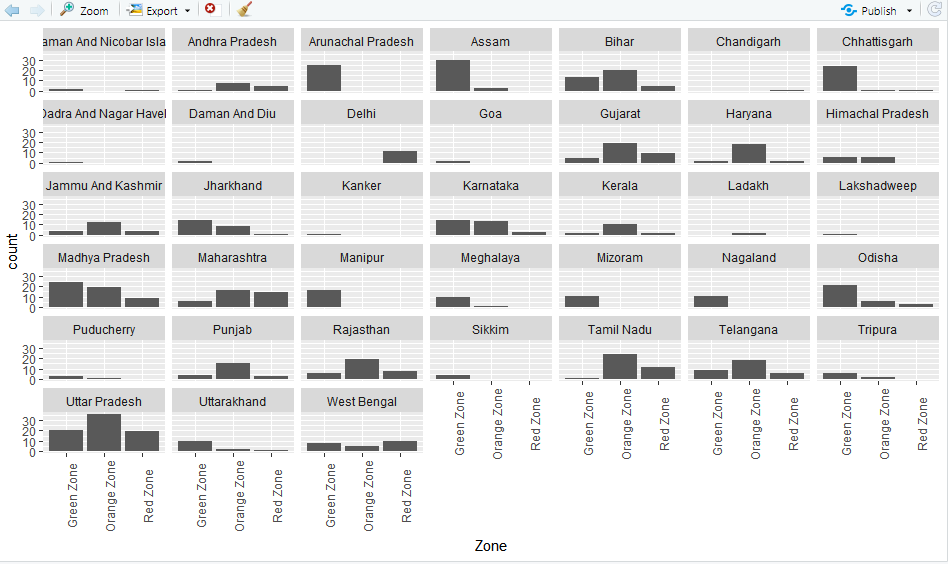 Zoom Export Publish
aman And Nicobar Isla Andhra Pradesh Arunachal Pradesh Assam Bihar Chandigarh Chhattisgarh
30
20
10
0
Dadra And Nagar Havel Daman And Diu Delhi Goa Gujarat Haryana Himachal Pradesh
30
20
10
0
Jammu And Kashmir Jharkhand Kanker Karnataka Kerala Ladakh Lakshadweep
30
20
10
0
count
Madhya Pradesh Maharashtra Manipur Meghalaya Mizoram Nagaland Odisha
30
20
10
0
Puducherry Punjab Rajasthan Sikkim Tamil Nadu Telangana Tripura
30
20
10
0
Green Zone Orange Zone Red Zone Green Zone Orange Zone Red Zone Green Zone Orange Zone Red Zone Green Zone Orange Zone Red Zone
Uttar Pradesh Uttarakhand West Bengal
30
20
10
0
Green Zone Orange Zone Red Zone Green Zone Orange Zone Red Zone Green Zone Orange Zone Red Zone
Zone